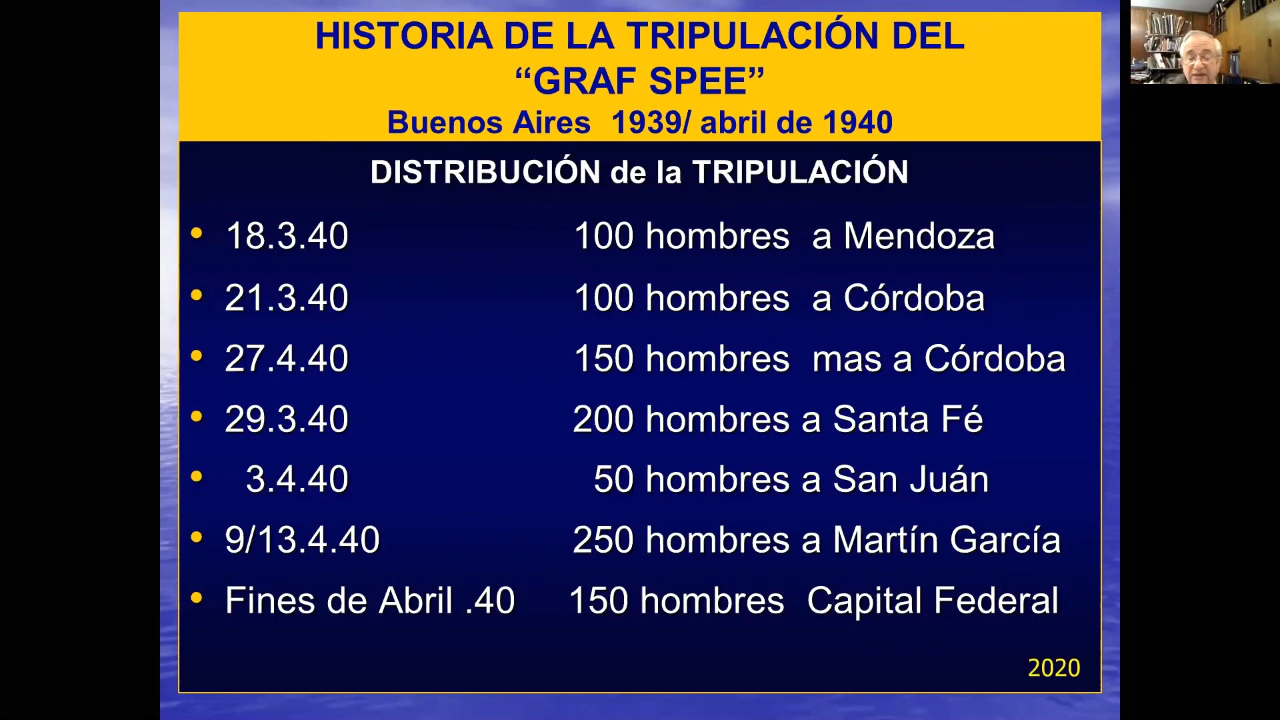 HISTORIA DE LA TRIPULACIÓN DEL
“GRAF SPEE”
Buenos Aires 1939/ abril de 1940
DISTRIBUCIÓN de la TRIPULACIÓN
• 18.3.40 100 hombres a Mendoza
• 21.3.40 100 hombres a Córdoba
• 27.4.40 150 hombres mas a Córdoba
• 29.3.40 200 hombres a Santa Fé
• 3.4.40 50 hombres a San Juán
• 9/13.4.40 250 hombres a Martín García
• Fines de Abril .40 150 hombres Capital Federal
2020